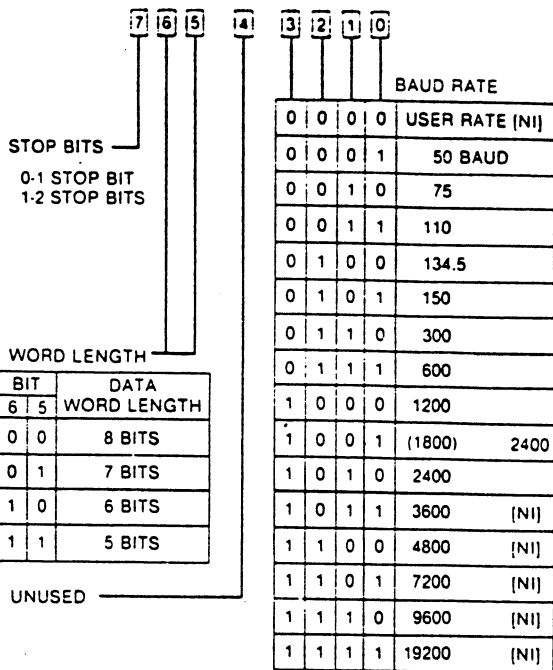 7 6 5 4 3 2 1 0
BAUD RATE
0 0 0 0 USER RATE [NI]
0 0 0 1 50 BAUD
0 0 1 0 75
0 0 1 1 110
0 1 0 0 134.5
0 1 0 1 150
0 1 1 0 300
0 1 1 1 600
1 0 0 0 1200
1 0 0 1 (1800) 2400
1 0 1 0 2400
1 0 1 1 3600 [NI]
1 1 0 0 4800 [NI]
1 1 0 1 7200 [NI]
1 1 1 0 9600 [NI]
1 1 1 1 19200 [NI]
STOP BITS
0-1 STOP BIT
1-2 STOP BITS
WORD LENGTH
BIT DATA
6 5 WORD LENGTH
0 0 8 BITS
0 1 7 BITS
1 0 6 BITS
1 1 5 BITS
UNUSED